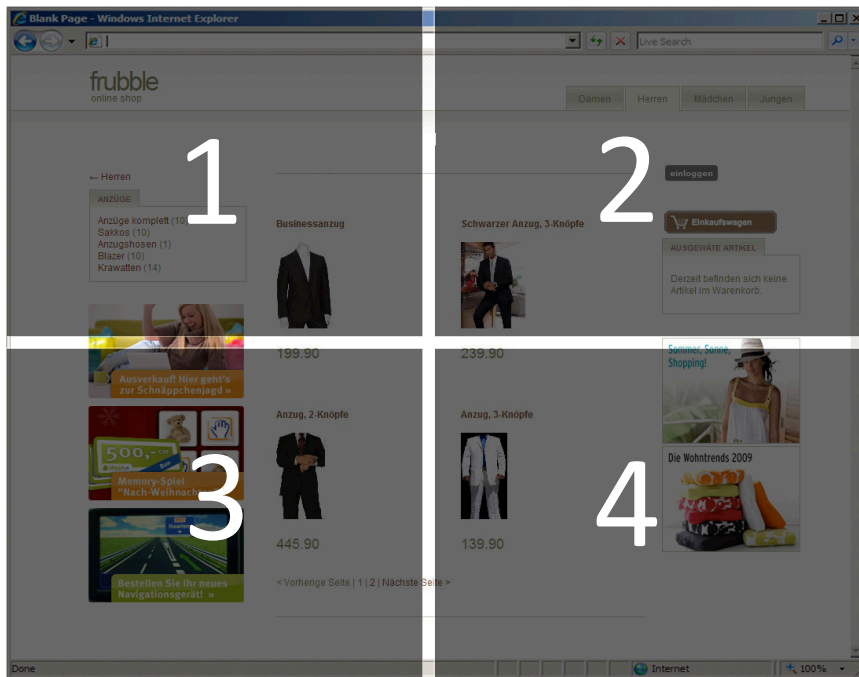 Blank Page - Windows Internet Explorer
Live Search
frubble
online shop
Damen
Herren
Mädchen
Jungen
1
2
← Herren
einloggen
ANZÜGE
Anzüge komplett (10)
Sakkos (10)
Anzugshosen (1)
Blazer (10)
Krawatten (14)
Businessanzug
Schwarzer Anzug, 3-Knöpfe
Einkaufswagen
AUSGEWÄTE ARTIKEL
Derzeit befinden sich keine
Artikel im Warenkorb.
199.90
239.90
Ausverkauf! Hier geht's
zur Schnäppchenjagd »
Sommer, Sonne,
Shopping!
Anzug, 2-Knöpfe
Anzug, 3-Knöpfe
500,- CHF
Memory-Spiel
Die Wohntrends 2009
3
4
445.90
139.90
Bestellen Sie Ihr neues
Navigationsgerät! »
< Vorherige Seite | 1 | 2 | Nächste Seite >
Done
Internet
100%